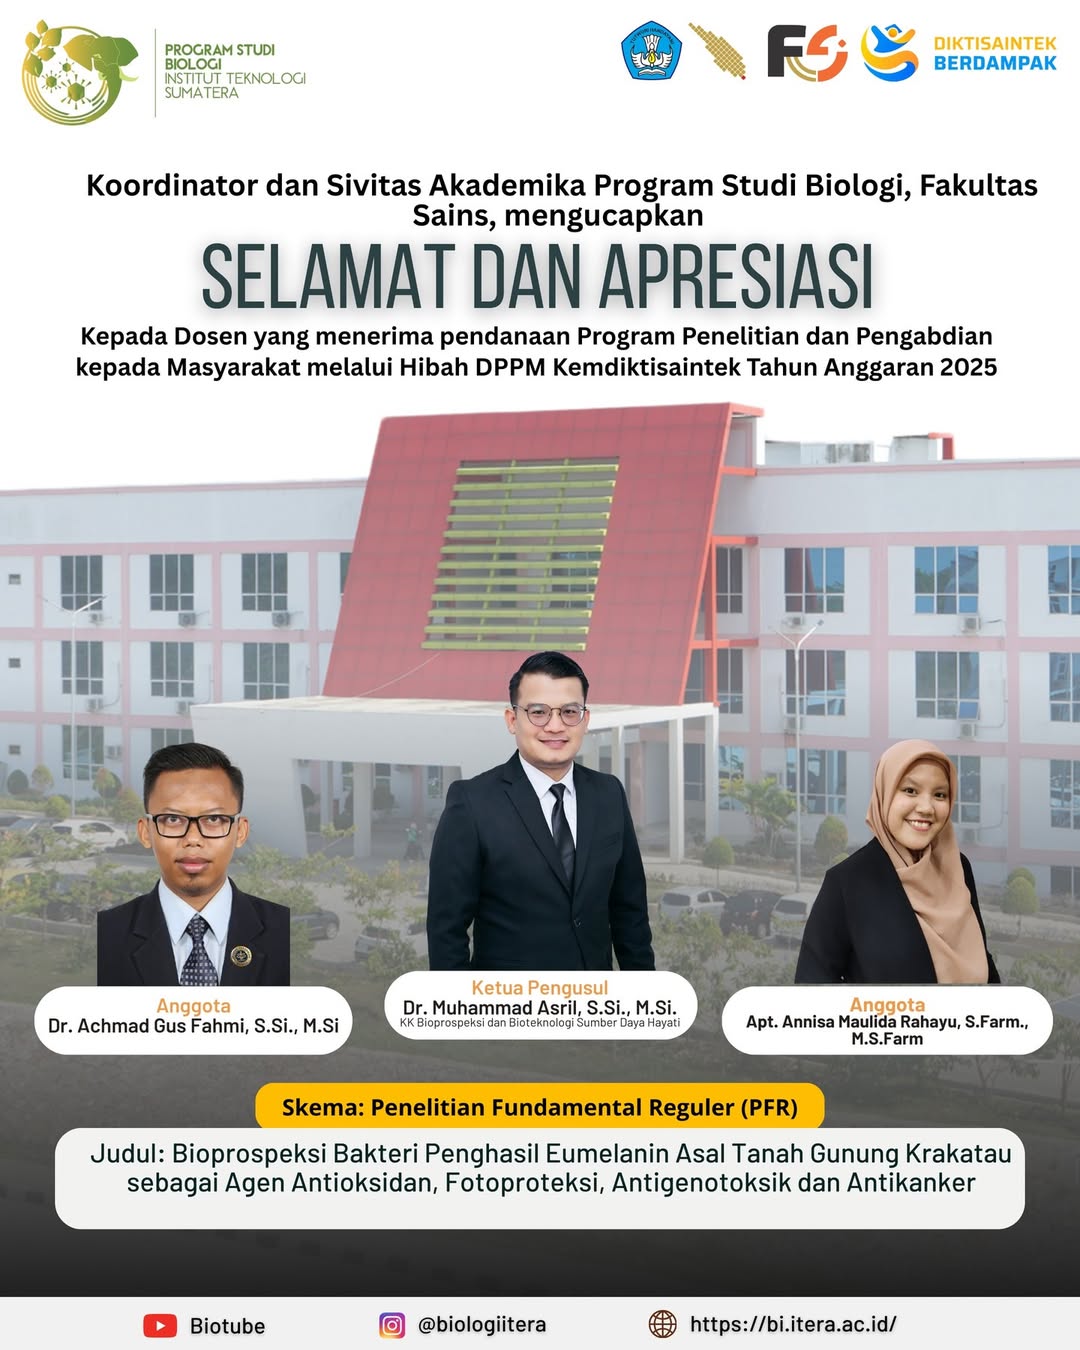 PROGRAM STUDI
BIOLOGI
INSTITUT TEKNOLOGI
SUMATERA
DIKTISAINTEK
BERDAMPAK
Koordinator dan Sivitas Akademika Program Studi Biologi, Fakultas
Sains, mengucapkan
SELAMAT DAN APRESIASI
Kepada Dosen yang menerima pendanaan Program Penelitian dan Pengabdian
kepada Masyarakat melalui Hibah DPPM Kemdiktisaintek Tahun Anggaran 2025
Anggota
Dr. Achmad Gus Fahmi, S.Si., M.Si
Ketua Pengusul
Dr. Muhammad Asril, S.Si., M.Si.
KK Bioprospeksi dan Bioteknologi Sumber Daya Hayati
Anggota
Apt. Annisa Maulida Rahayu, S.Farm.,
M.S.Farm
Skema: Penelitian Fundamental Reguler (PFR)
Judul: Bioprospeksi Bakteri Penghasil Eumelanin Asal Tanah Gunung Krakatau
sebagai Agen Antioksidan, Fotoproteksi, Antigenotoksik dan Antikanker
Biotube
@biologiitera
https://bi.itera.ac.id/